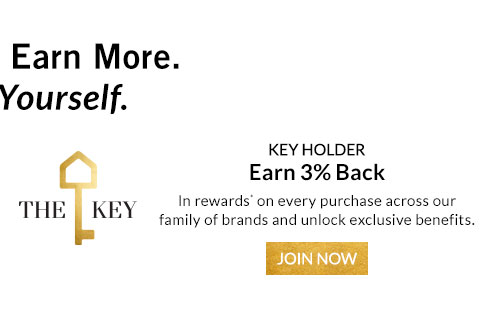 Earn More.
Yourself.
KEY HOLDER
Earn 3% Back
THE KEY
In rewards* on every purchase across our
family of brands and unlock exclusive benefits.
JOIN NOW